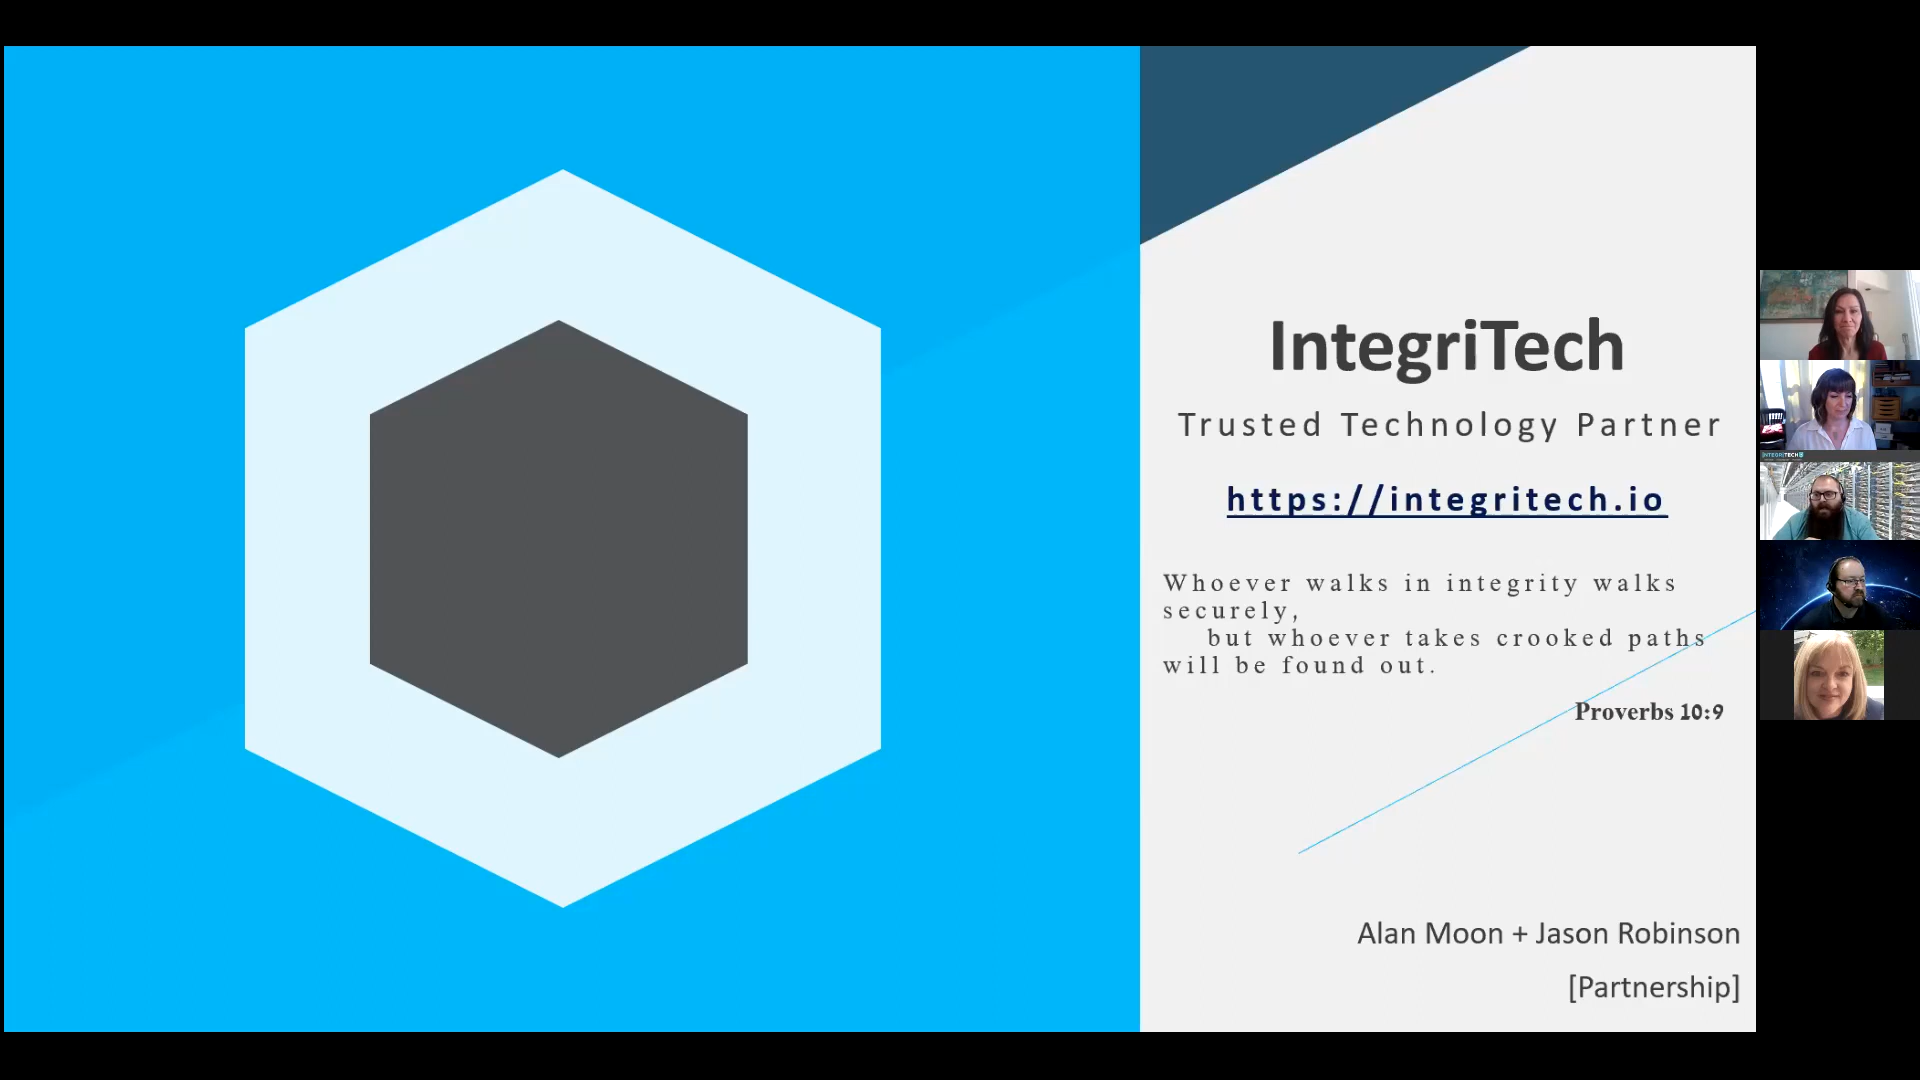 IntegriTech
Trusted Technology Partner
https://integritech.io
Whoever walks in integrity walks
securely,
but whoever takes crooked paths
will be found out.
Proverbs 10:9
Alan Moon + Jason Robinson
[Partnership]
INTEGRITECH